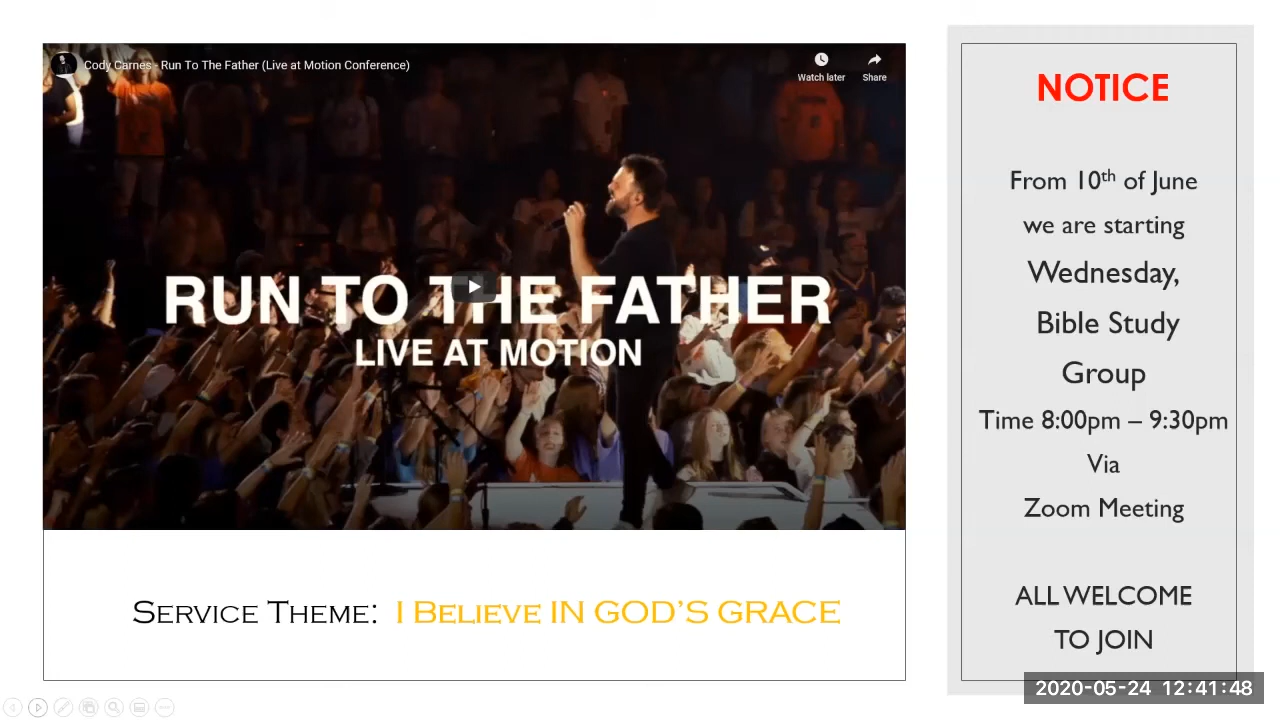 Cody Carnes - Run To The Father (Live at Motion Conference)
Watch later
Share
RUN TO THE FATHER
LIVE AT MOTION
SERVICE THEME: I BELIEVE IN GOD'S GRACE
NOTICE
From 10th of June
we are starting
Wednesday,
Bible Study
Group
Time 8:00pm – 9:30pm
Via
Zoom Meeting
ALL WELCOME
TO JOIN
2020-05-24 12:41:48